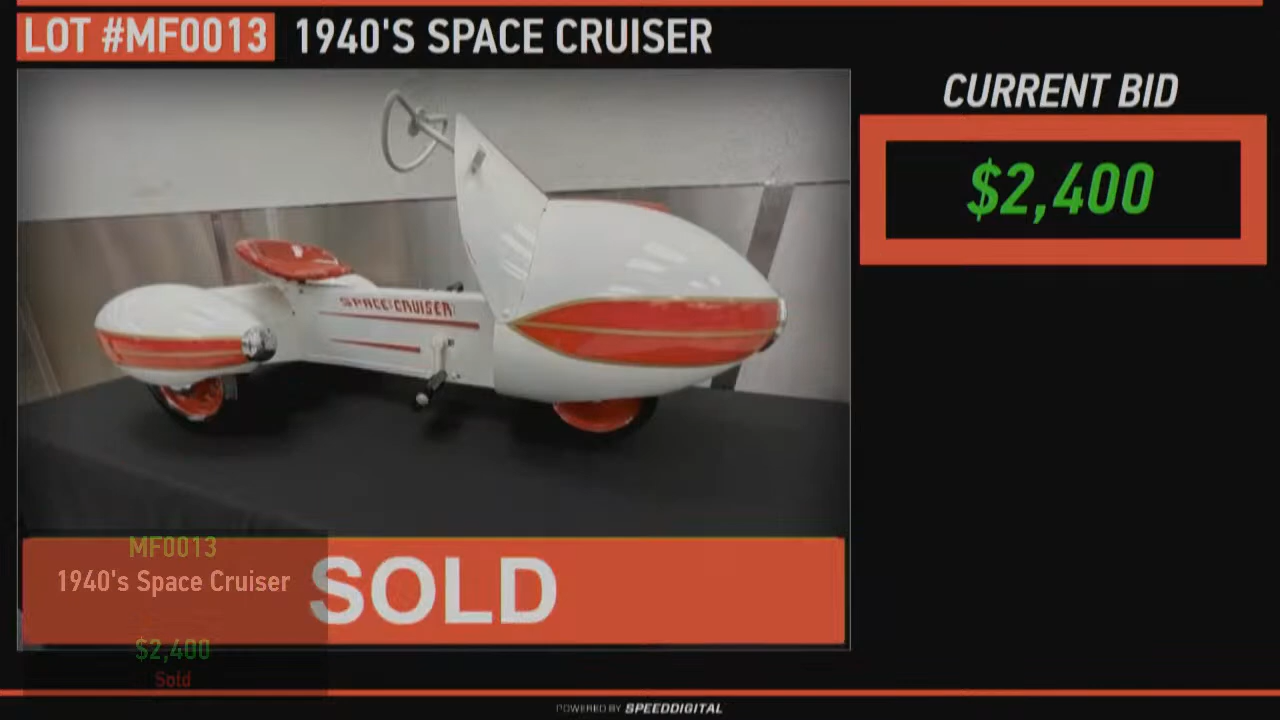 LOT #MF0013 1940'S SPACE CRUISER
CURRENT BID
$2,400
SPACE CRUISER
SOLD
MF0013
1940's Space Cruiser
$2,400
Sold
POWERED BY SPEEDDIGITAL